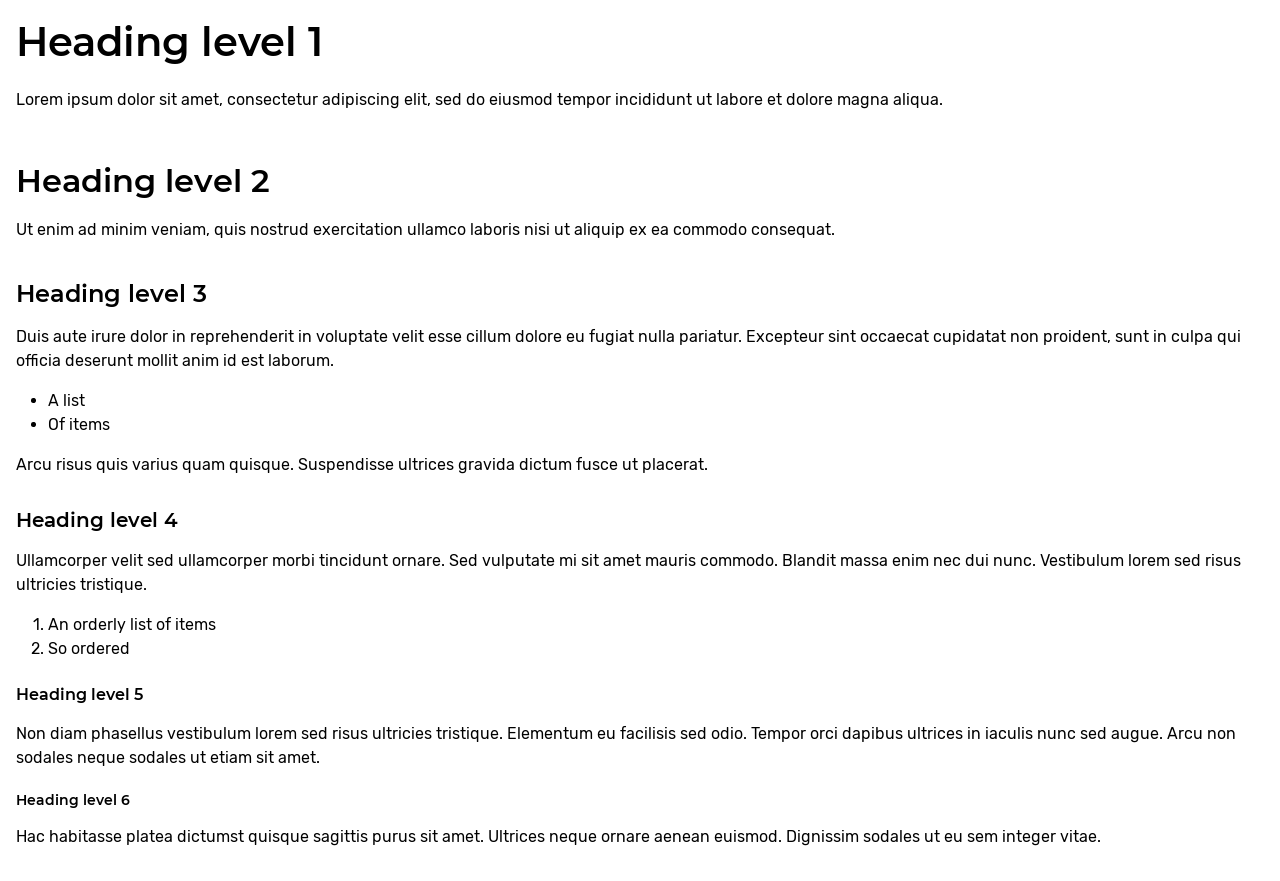 Heading level 1
Lorem ipsum dolor sit amet, consectetur adipiscing elit, sed do eiusmod tempor incididunt ut labore et dolore magna aliqua.
Heading level 2
Ut enim ad minim veniam, quis nostrud exercitation ullamco laboris nisi ut aliquip ex ea commodo consequat.
Heading level 3
Duis aute irure dolor in reprehenderit in voluptate velit esse cillum dolore eu fugiat nulla pariatur. Excepteur sint occaecat cupidatat non proident, sunt in culpa qui
officia deserunt mollit anim id est laborum.
• A list
• Of items
Arcu risus quis varius quam quisque. Suspendisse ultrices gravida dictum fusce ut placerat.
Heading level 4
Ullamcorper velit sed ullamcorper morbi tincidunt ornare. Sed vulputate mi sit amet mauris commodo. Blandit massa enim nec dui nunc. Vestibulum lorem sed risus
ultricies tristique.
1. An orderly list of items
2. So ordered
Heading level 5
Non diam phasellus vestibulum lorem sed risus ultricies tristique. Elementum eu facilisis sed odio. Tempor orci dapibus ultrices in iaculis nunc sed augue. Arcu non
sodales neque sodales ut etiam sit amet.
Heading level 6
Hac habitasse platea dictumst quisque sagittis purus sit amet. Ultrices neque ornare aenean euismod. Dignissim sodales ut eu sem integer vitae.